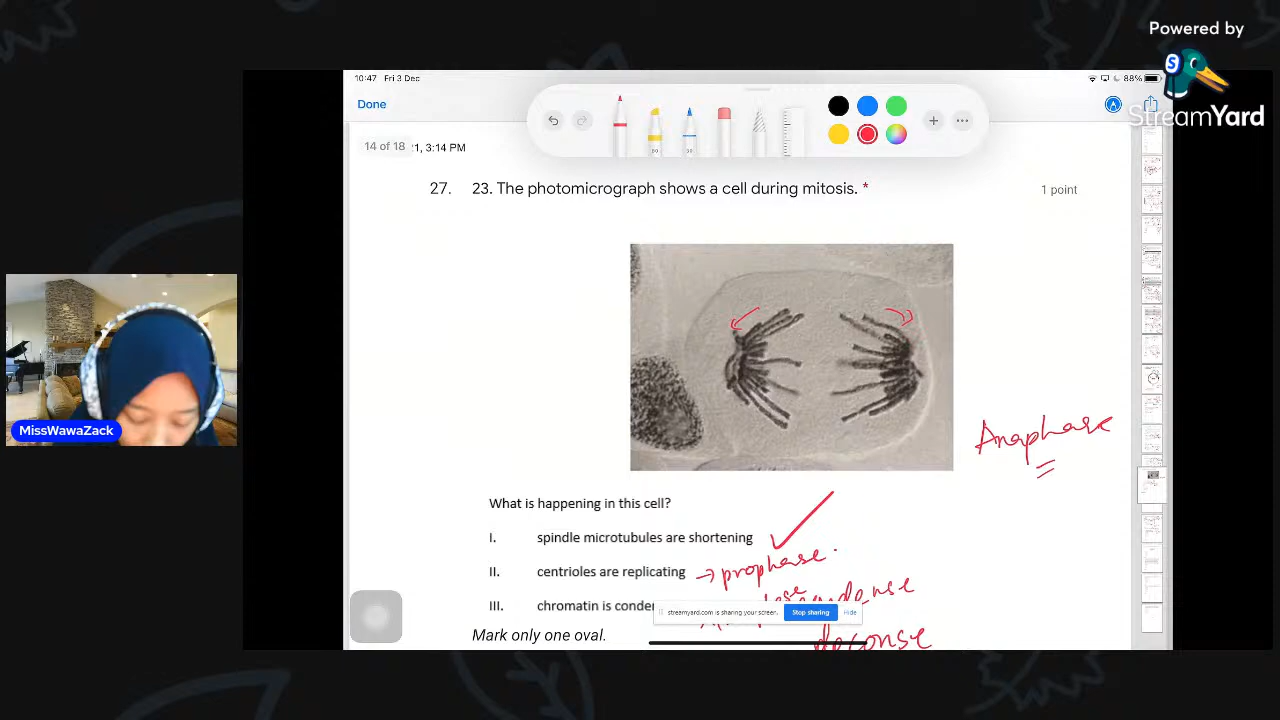 Powered by
StreamYard
10:47 Fri 3 Dec
88%
Done
14 of 18
1, 3:14 PM
27. 23. The photomicrograph shows a cell during mitosis. *
1 point
Anaphase
What is happening in this cell?
I. spindle microtubules are shortening
II. centrioles are replicating → prophase.
III. chromatin is conden
streamyard.com is sharing your screen.
Stop sharing
Hide
Mark only one oval.
MissWawaZack